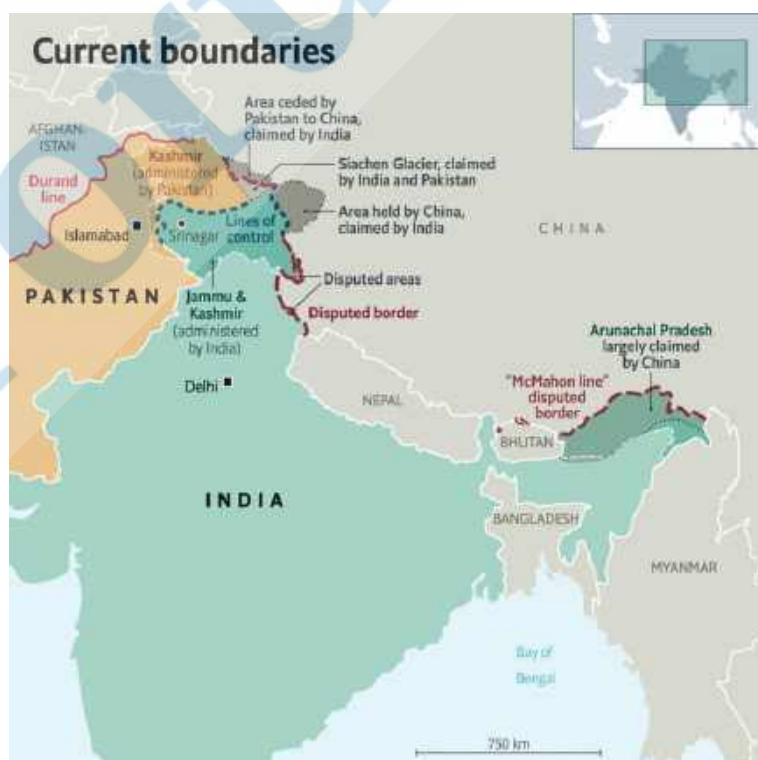 Current boundaries
Area ceded by
Pakistan to China,
claimed by India
AFGHAN-
ISTAN
Kashmir
(administered
by Pakistan)
Siachen Glacier, claimed
by India and Pakistan
Durand
line
Area held by China,
claimed by India
Islamabad
Srinagar
Lines of
control
CHINA
Disputed areas
PAKISTAN
Jammu &
Kashmir
(administered
by India)
Disputed border
Arunachal Pradesh
largely claimed
by China
Delhi
"McMahon line"
disputed
border
NEPAL
BHUTAN
INDIA
BANGLADESH
MYANMAR
Bay of
Bengal
750 km